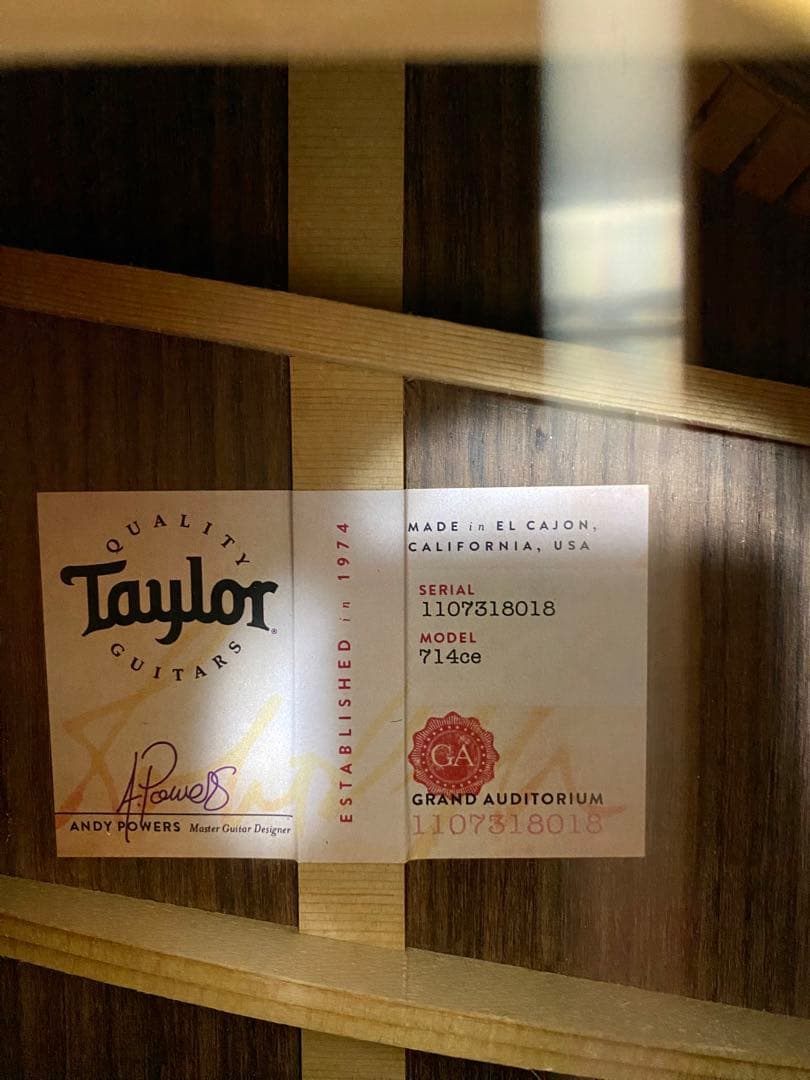 QUALITY
Taylor®
GUITARS
A. Powers
ANDY POWERS Master Guitar Designer
ESTABLISHED in 1974
MADE in EL CAJON,
CALIFORNIA, USA
SERIAL
1107318018
MODEL
714ce
GA
GRAND AUDITORIUM
1107318018